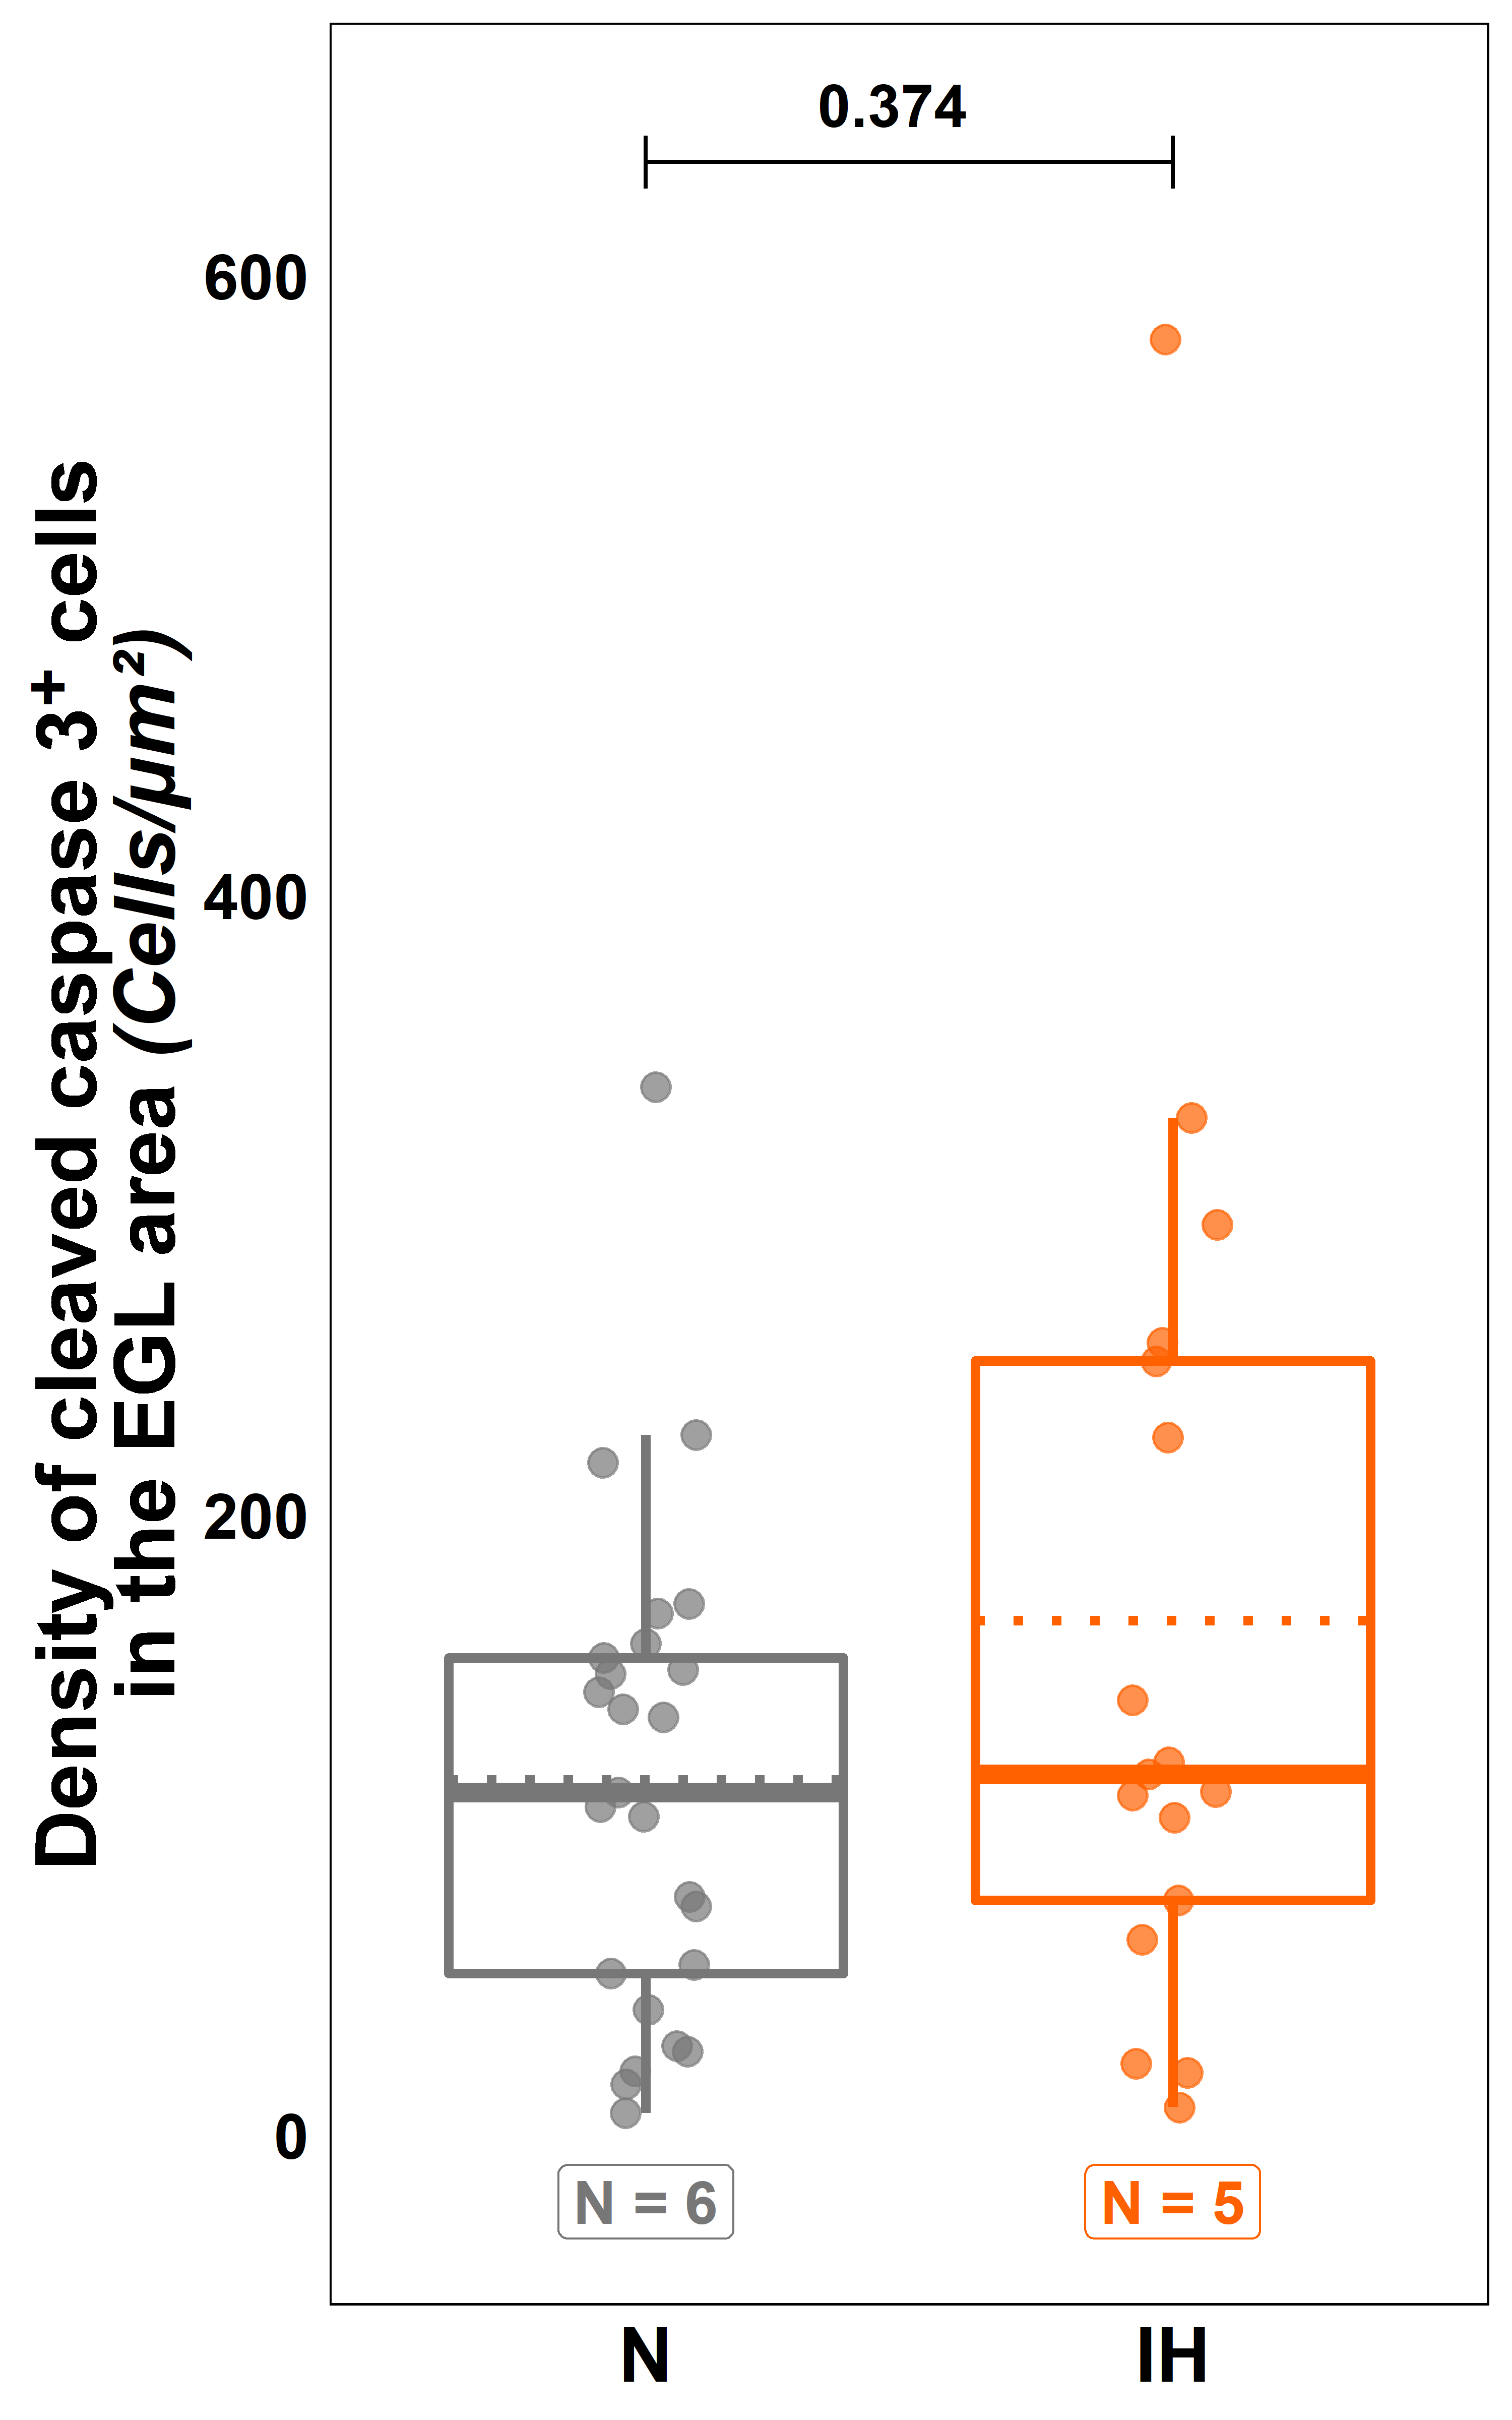 Density of cleaved caspase 3⁺ cells
in the EGL area (Cells/µm²)
0.374
600
400
200
0
N = 6
N = 5
N
IH